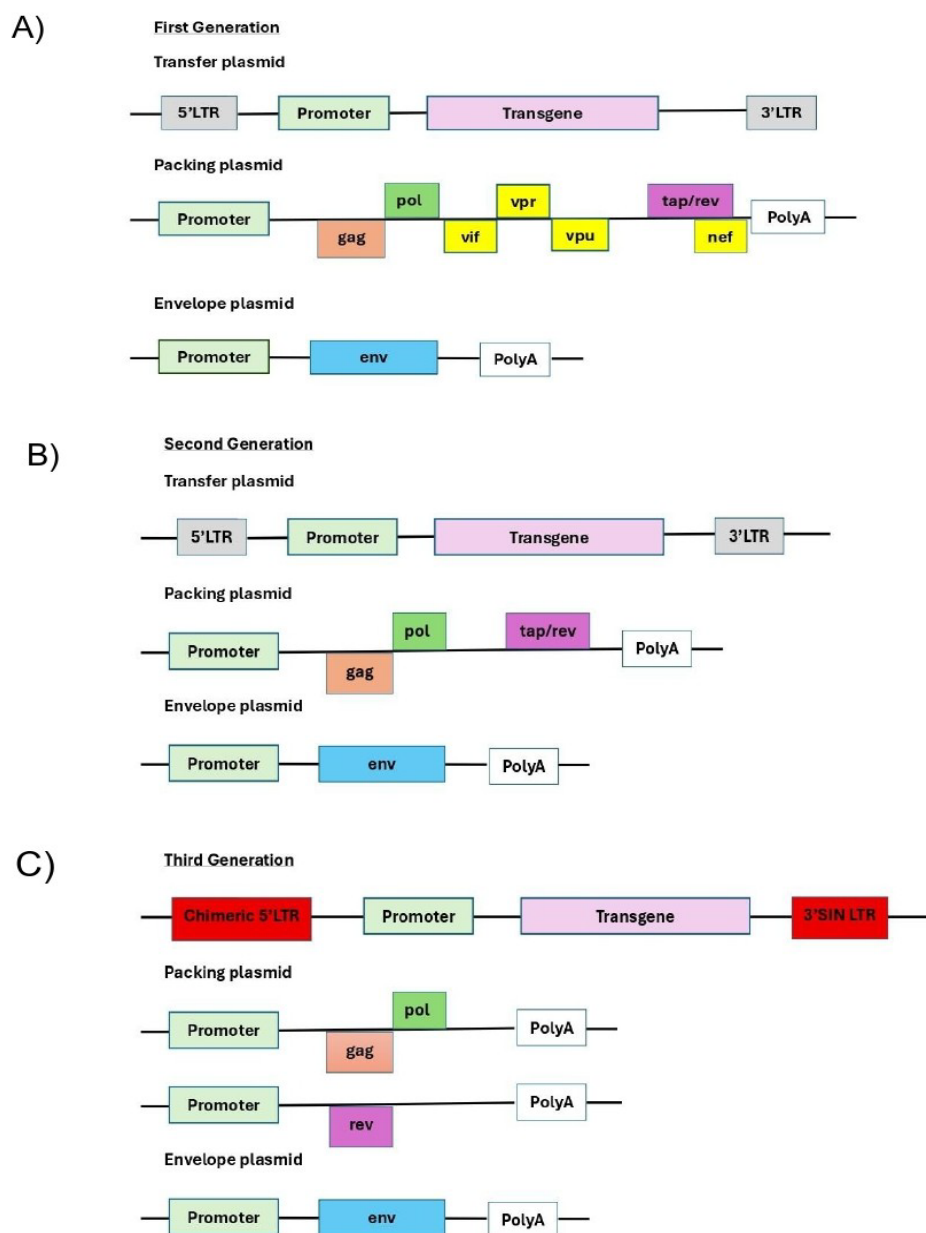 A)
First Generation
Transfer plasmid
5'LTR Promoter Transgene 3'LTR
Packing plasmid
pol vpr tap/rev
Promoter PolyA
gag vif vpu nef
Envelope plasmid
Promoter env PolyA
B)
Second Generation
Transfer plasmid
5'LTR Promoter Transgene 3'LTR
Packing plasmid
pol tap/rev
Promoter PolyA
gag
Envelope plasmid
Promoter env PolyA
C)
Third Generation
Chimeric 5'LTR Promoter Transgene 3'SIN LTR
Packing plasmid
pol
Promoter PolyA
gag
Promoter PolyA
rev
Envelope plasmid
Promoter env PolyA